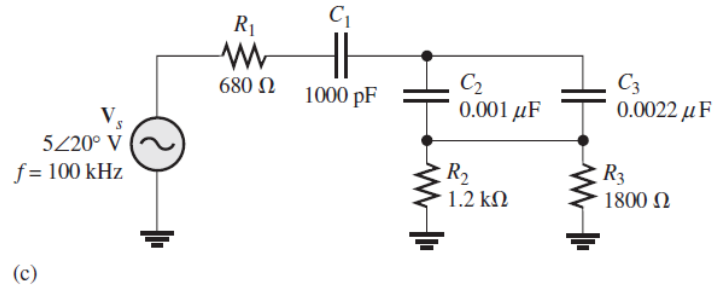 R1
680 Ω
C1
1000 pF
Vs
5∠20° V
f = 100 kHz
C2
0.001 μF
C3
0.0022 μF
R2
1.2 kΩ
R3
1800 Ω
(c)